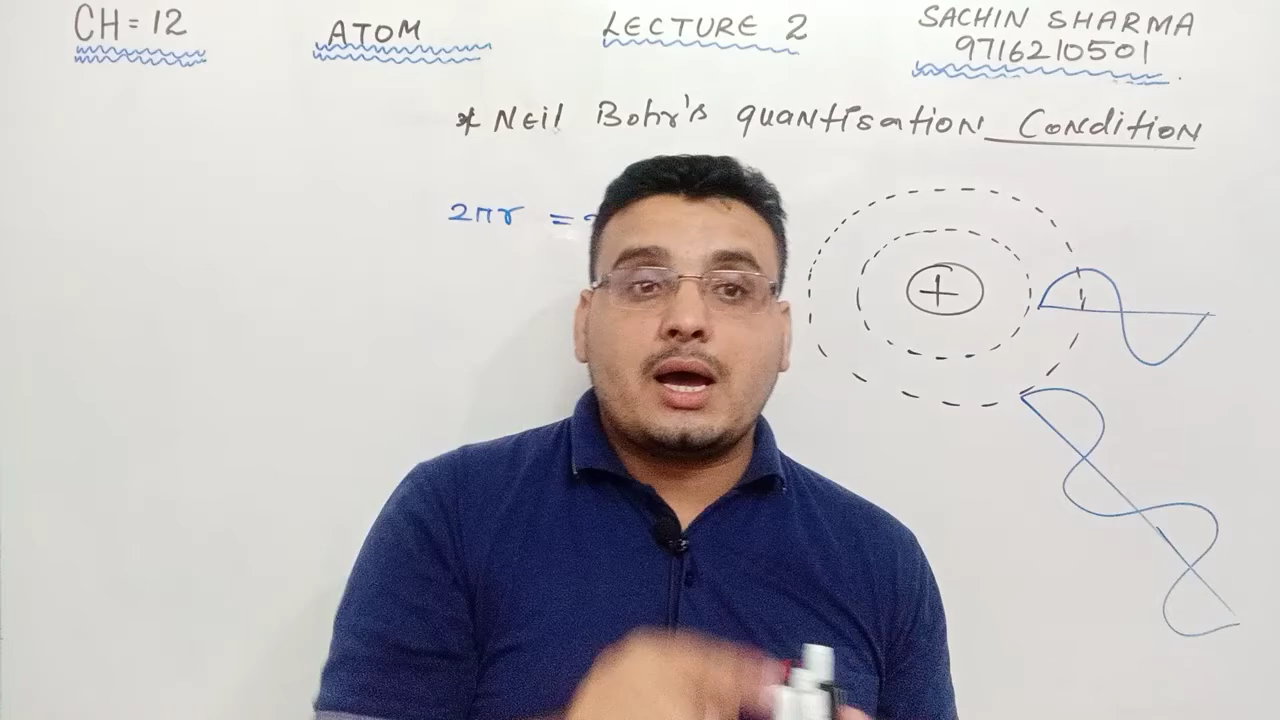 CH = 12
ATOM
LECTURE 2
SACHIN SHARMA
9716210501
* NEil Bohr's quantisation Condition
2πr =
+